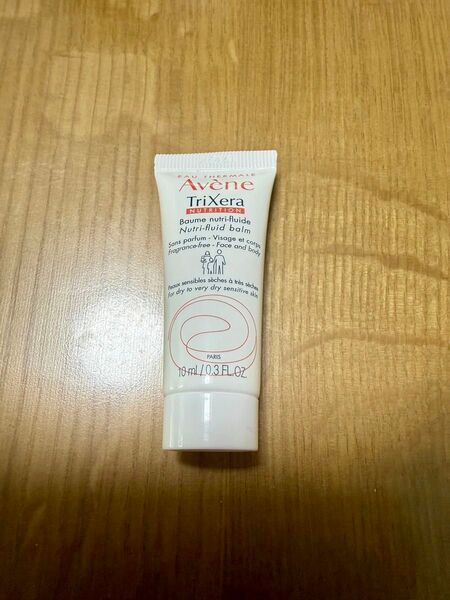 EAU THERMALE
Avène
TriXera
NUTRITION
Baume nutri-fluide
Nutri-fluid balm
Sans parfum - Visage et corps
Fragrance-free - Face and body
Peaux sensibles sèches à très sèches
For dry to very dry sensitive skin
PARIS
10 ml / 0.3 FL.OZ.